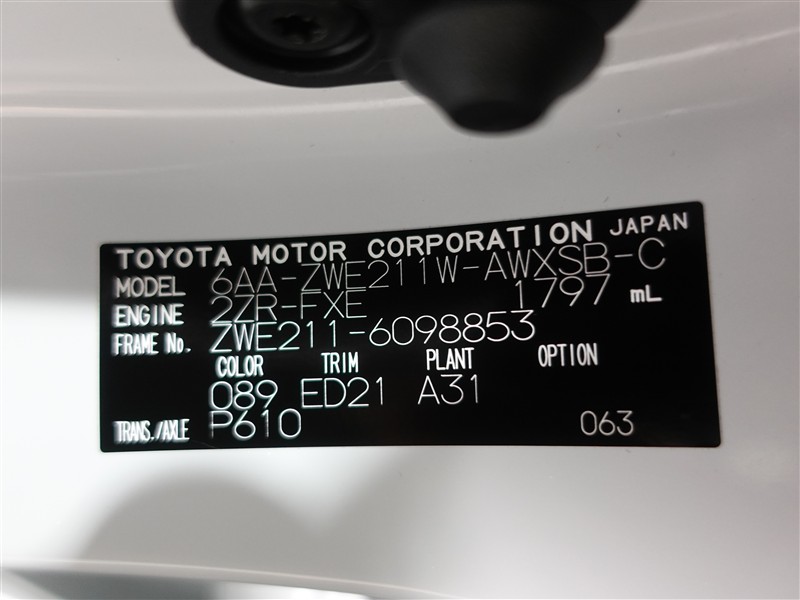 TOYOTA MOTOR CORPORATION JAPAN
MODEL 6AA-ZWE211W-AWXSB-C
ENGINE 2ZR-FXE 1797 mL
FRAME No. ZWE211-6098853
COLOR TRIM PLANT OPTION
089 ED21 A31
TRANS./AXLE P610 063